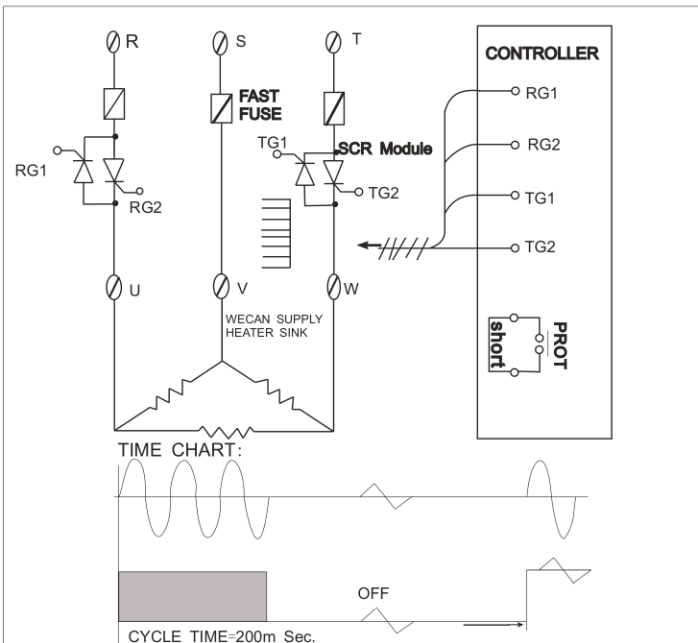 R
S
T
CONTROLLER
FAST
FUSE
RG1
TG1
SCR Module
RG2
RG1
RG2
TG2
TG1
TG2
U
V
W
WECAN SUPPLY
HEATER SINK
short
PROT
TIME CHART:
OFF
CYCLE TIME=200m Sec.